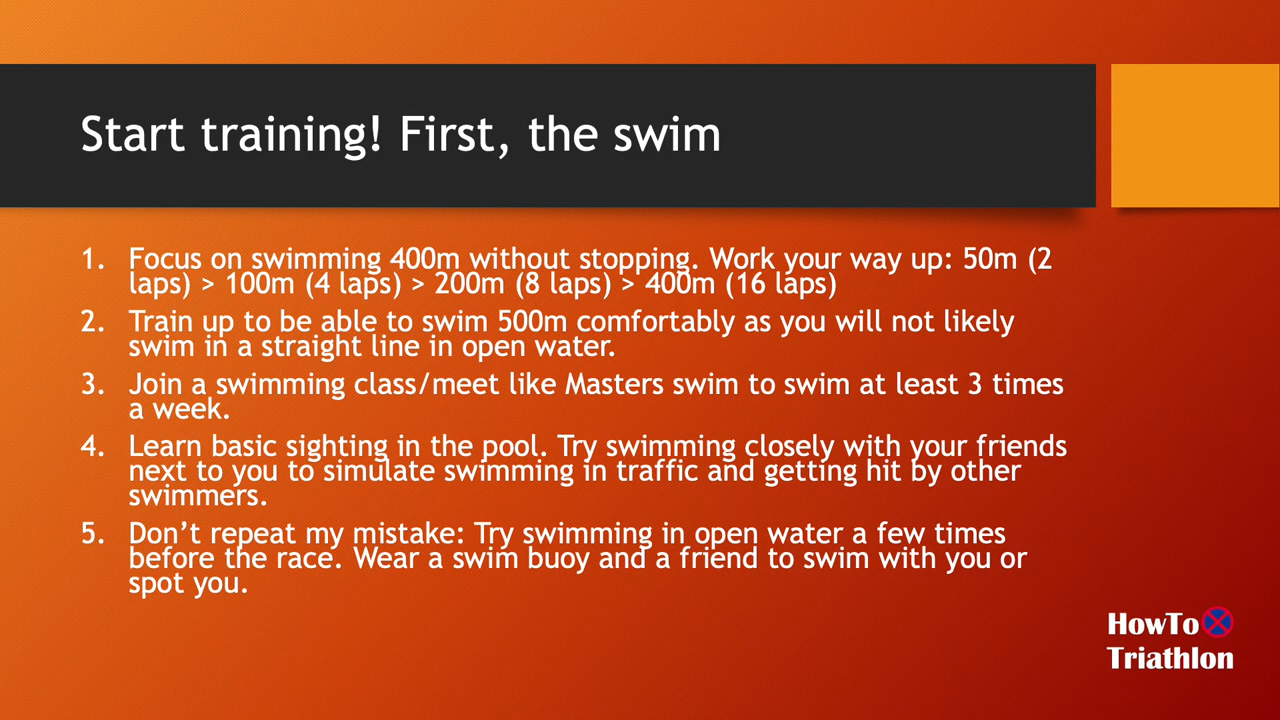 Start training! First, the swim
1. Focus on swimming 400m without stopping. Work your way up: 50m (2
laps) > 100m (4 laps) > 200m (8 laps) > 400m (16 laps)
2. Train up to be able to swim 500m comfortably as you will not likely
swim in a straight line in open water.
3. Join a swimming class/meet like Masters swim to swim at least 3 times
a week.
4. Learn basic sighting in the pool. Try swimming closely with your friends
next to you to simulate swimming in traffic and getting hit by other
swimmers.
5. Don’t repeat my mistake: Try swimming in open water a few times
before the race. Wear a swim buoy and a friend to swim with you or
spot you.
HowTo
Triathlon